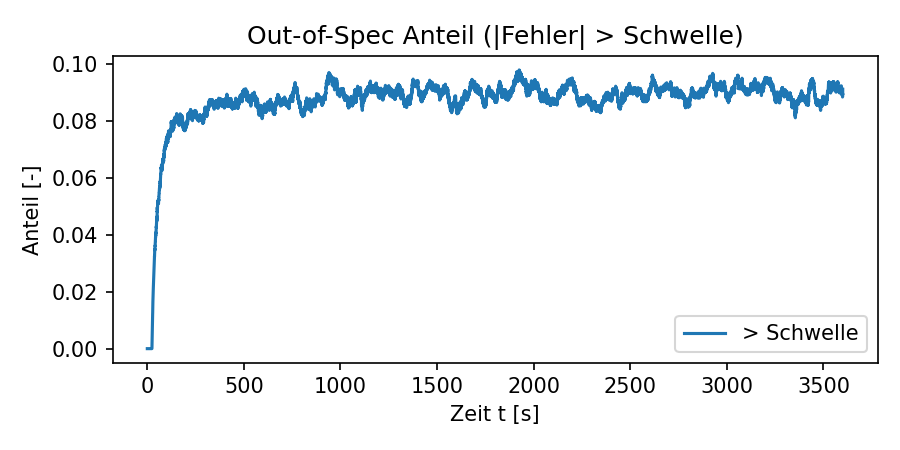 Out-of-Spec Anteil (|Fehler| > Schwelle)
Anteil [-]
0.10
0.08
0.06
0.04
0.02
0.00
> Schwelle
0 500 1000 1500 2000 2500 3000 3500
Zeit t [s]